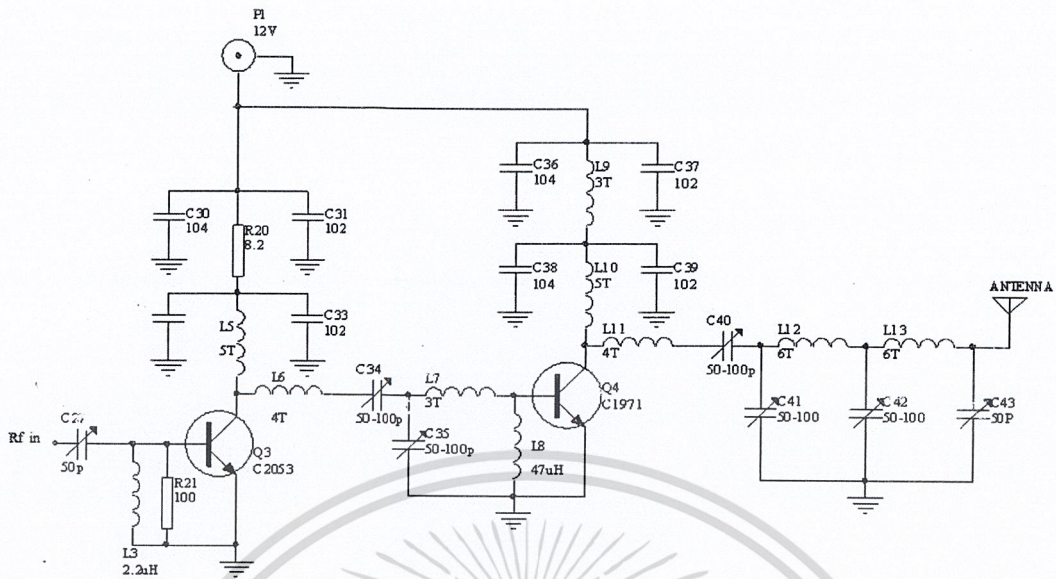 P1
12V
C36
104
L9
3T
C37
102
C30
104
C31
102
R20
8.2
C38
104
L10
5T
C39
102
ANTENNA
L5
5T
C33
102
L11
4T
C40
50-100p
L12
6T
L13
6T
L6
4T
C34
50-100p
L7
3T
Q4
C1971
C41
50-100
C42
50-100
C43
50P
Rf in
50p
Q3
C2053
C35
50-100p
L8
47uH
R21
100
L3
2.2uH